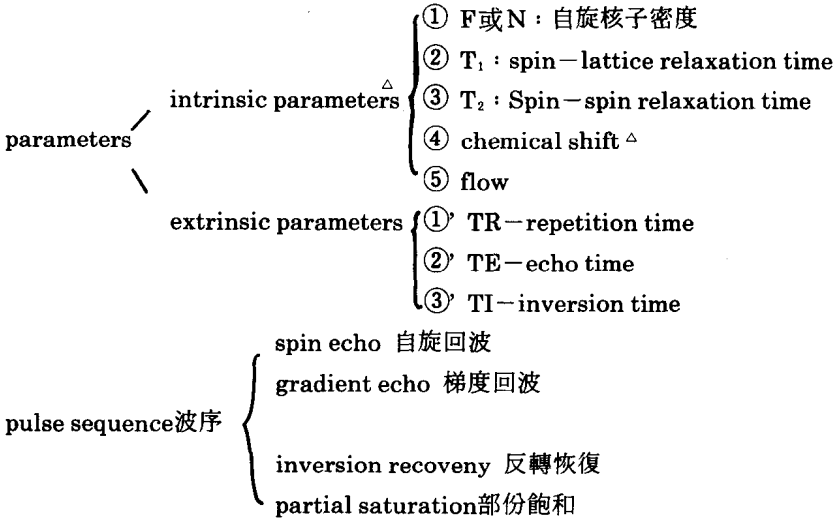 ① F或N：自旋核子密度
② T₁：spin－lattice relaxation time
intrinsic parameters△
③ T₂：Spin－spin relaxation time
parameters
④ chemical shift △
⑤ flow
extrinsic parameters
①’ TR－repetition time
②’ TE－echo time
③’ TI－inversion time
spin echo 自旋回波
gradient echo 梯度回波
pulse sequence波序
inversion recoveny 反轉恢復
partial saturation部份飽和